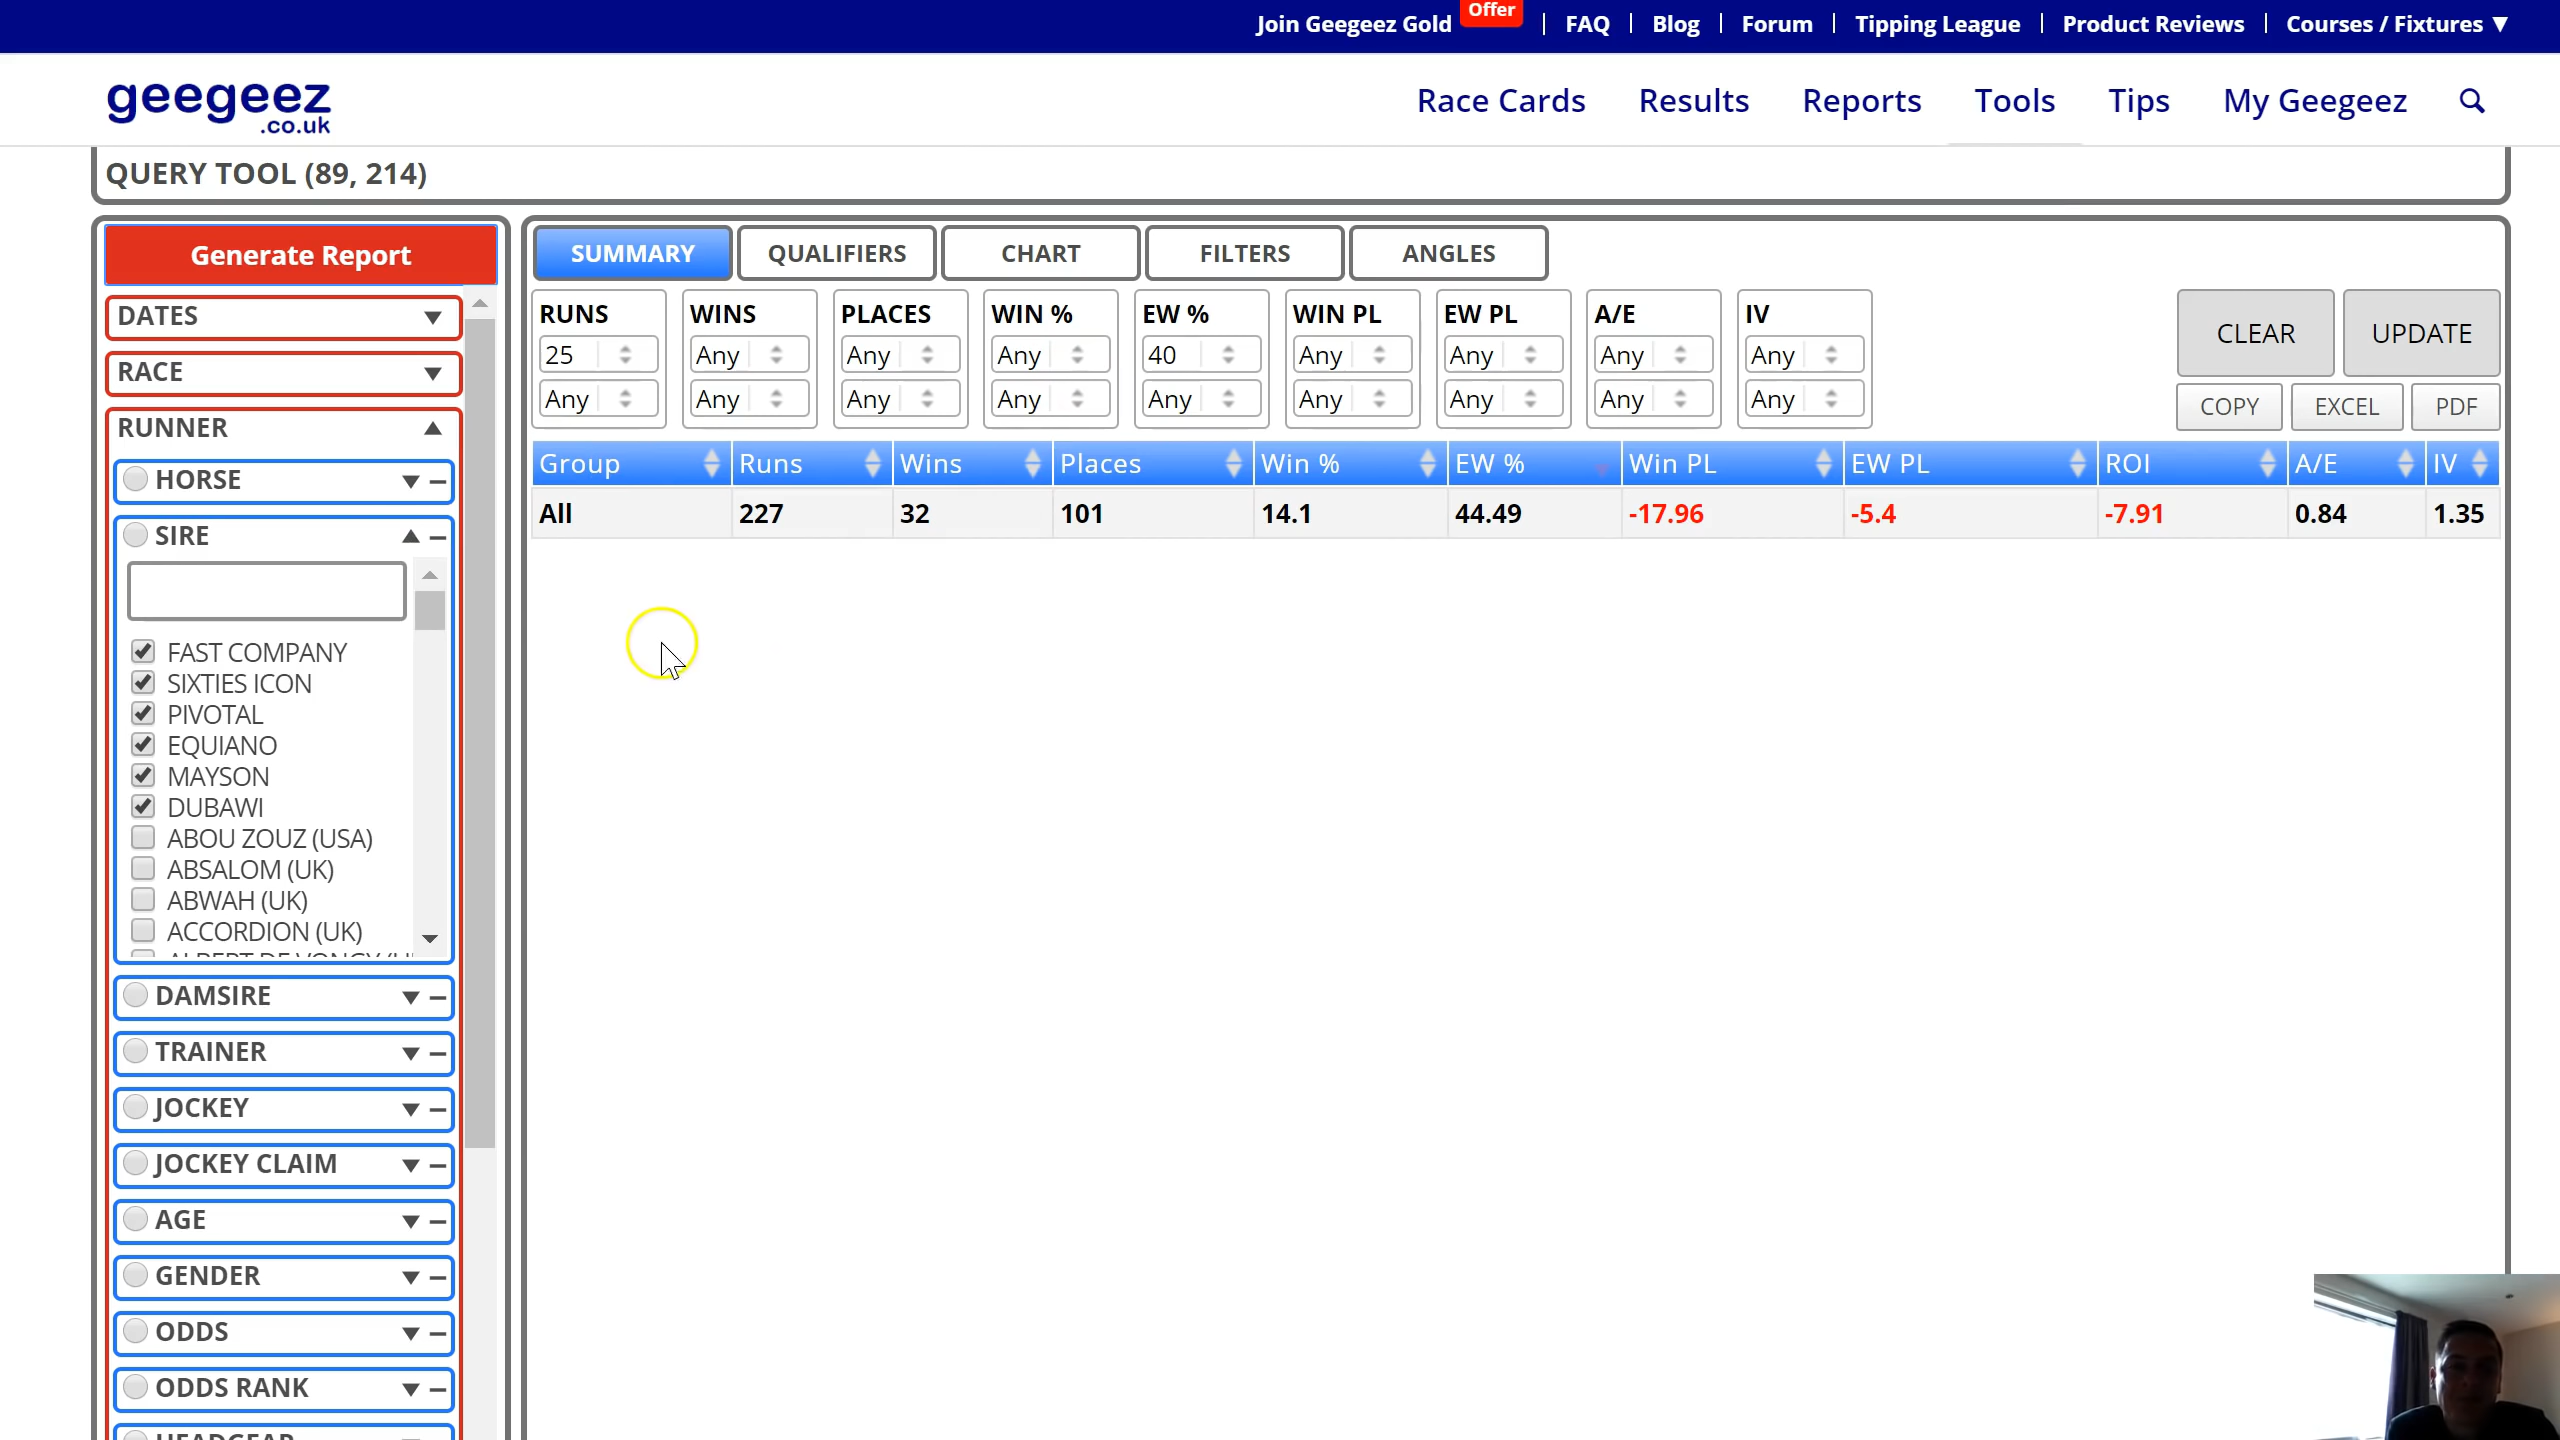 Join Geegeez Gold Offer | FAQ | Blog | Forum | Tipping League | Product Reviews | Courses / Fixtures ▼
geegeez
.co.uk
Race Cards Results Reports Tools Tips My Geegeez
QUERY TOOL (89, 214)
Generate Report
DATES
RACE
RUNNER
HORSE
SIRE
FAST COMPANY
SIXTIES ICON
PIVOTAL
EQUIANO
MAYSON
DUBAWI
ABOU ZOUZ (USA)
ABSALOM (UK)
ABWAH (UK)
ACCORDION (UK)
DAMSIRE
TRAINER
JOCKEY
JOCKEY CLAIM
AGE
GENDER
ODDS
ODDS RANK
HEADGEAR
SUMMARY QUALIFIERS CHART FILTERS ANGLES
RUNS WINS PLACES WIN % EW % WIN PL EW PL A/E IV
25 Any Any Any 40 Any Any Any Any
Any Any Any Any Any Any Any Any Any
CLEAR UPDATE
COPY EXCEL PDF
Group Runs Wins Places Win % EW % Win PL EW PL ROI A/E IV
All 227 32 101 14.1 44.49 -17.96 -5.4 -7.91 0.84 1.35